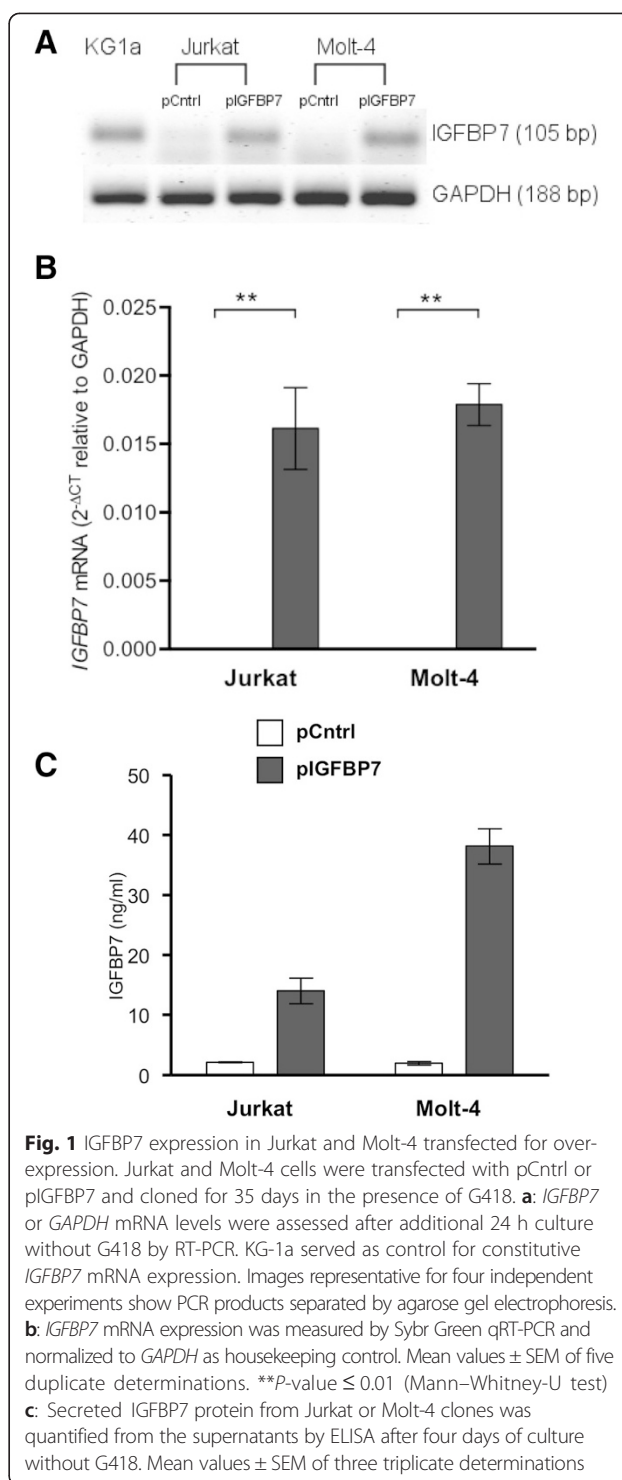 A
KG1a Jurkat Molt-4
pCntrl pIGFBP7 pCntrl pIGFBP7
IGFBP7 (105 bp)
GAPDH (188 bp)
B
IGFBP7 mRNA (2-ΔCT relative to GAPDH)
** **
0.025
0.020
0.015
0.010
0.005
0.000
Jurkat Molt-4
pCntrl
pIGFBP7
C
IGFBP7 (ng/ml)
50
40
30
20
10
0
Jurkat Molt-4
Fig. 1 IGFBP7 expression in Jurkat and Molt-4 transfected for over-
expression. Jurkat and Molt-4 cells were transfected with pCntrl or
pIGFBP7 and cloned for 35 days in the presence of G418. a: IGFBP7
or GAPDH mRNA levels were assessed after additional 24 h culture
without G418 by RT-PCR. KG-1a served as control for constitutive
IGFBP7 mRNA expression. Images representative for four independent
experiments show PCR products separated by agarose gel electrophoresis.
b: IGFBP7 mRNA expression was measured by Sybr Green qRT-PCR and
normalized to GAPDH as housekeeping control. Mean values ± SEM of five
duplicate determinations. **P-value ≤ 0.01 (Mann–Whitney-U test)
c: Secreted IGFBP7 protein from Jurkat or Molt-4 clones was
quantified from the supernatants by ELISA after four days of culture
without G418. Mean values ± SEM of three triplicate determinations